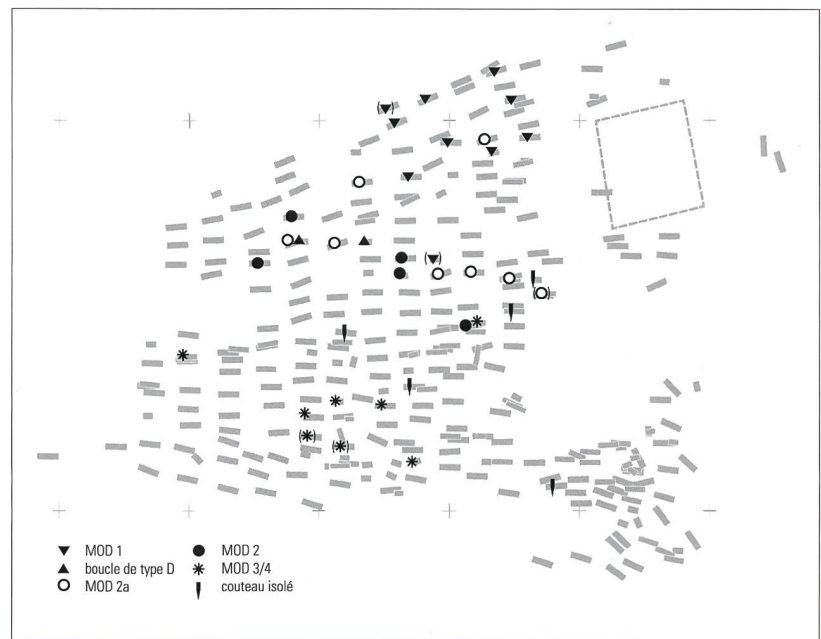 MOD 1
boucle de type D
MOD 2a
MOD 2
MOD 3/4
couteau isolé